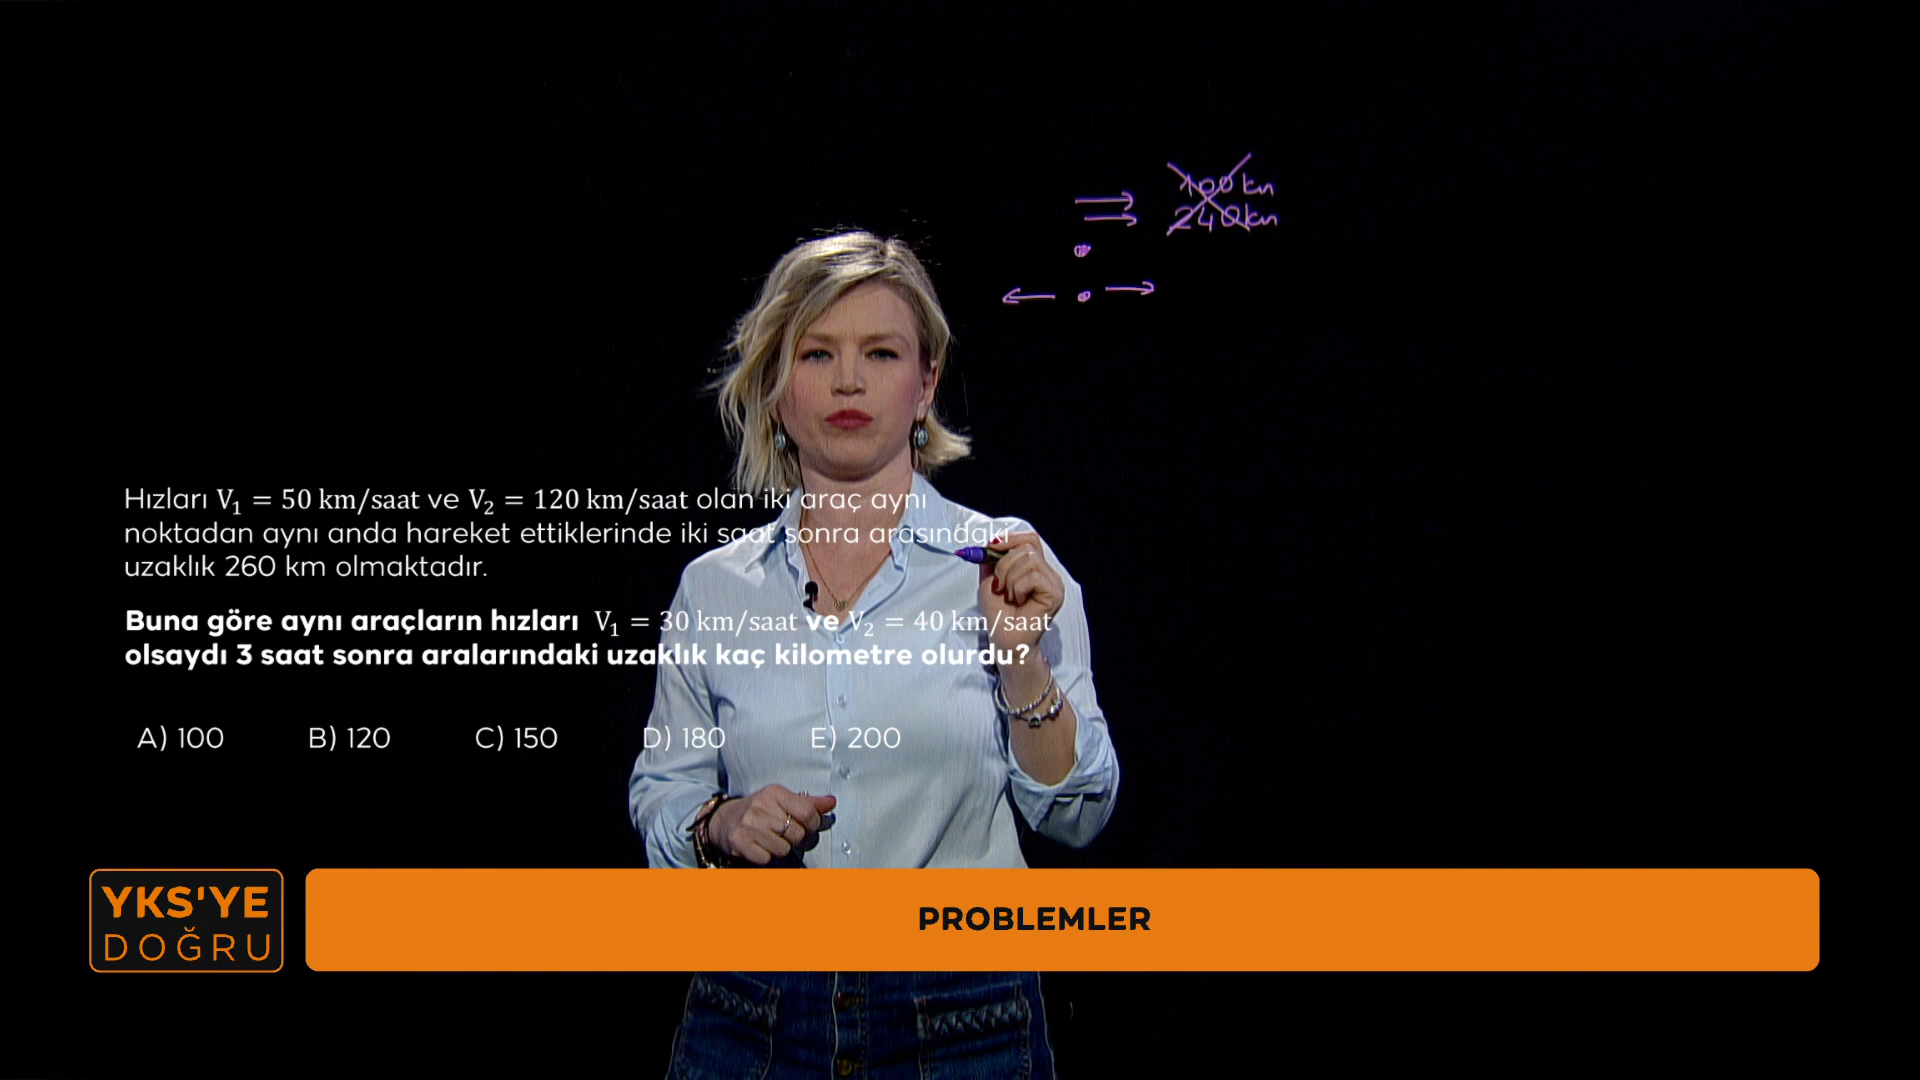 100 km
240 km
Hızları V₁ = 50 km/saat ve V₂ = 120 km/saat olan iki araç aynı
noktadan aynı anda hareket ettiklerinde iki saat sonra arasındaki
uzaklık 260 km olmaktadır.
Buna göre aynı araçların hızları V₁ = 30 km/saat ve V₂ = 40 km/saat
olsaydı 3 saat sonra aralarındaki uzaklık kaç kilometre olurdu?
A) 100 B) 120 C) 150 D) 180 E) 200
YKS'YE
DOĞRU
PROBLEMLER